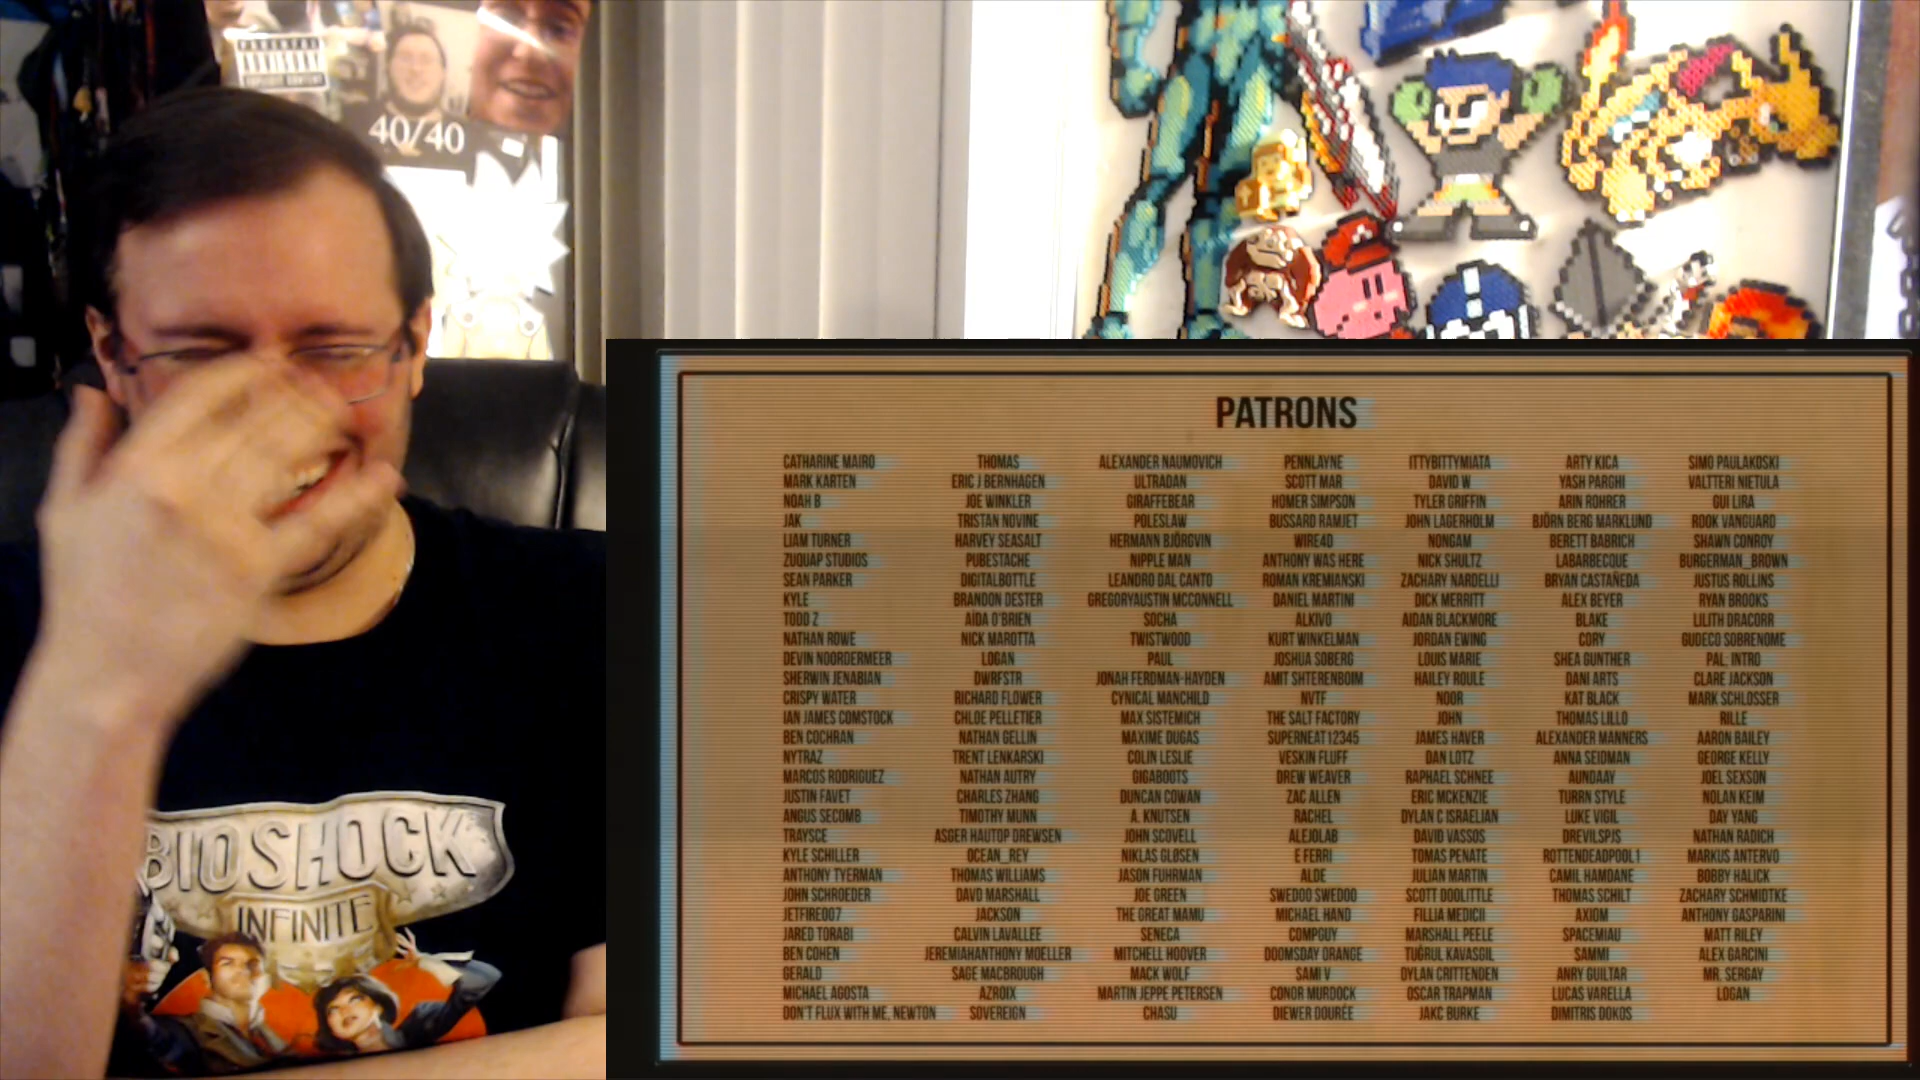 PARENTAL
ADVISORY
EXPLICIT CONTENT
40/40
BIOSHOCK
INFINITE
PATRONS
CATHARINE MAIRO THOMAS ALEXANDER NAUMOVICH PENNLAYNE ITTYBITTYMIATA ARTY KICA SIMO PAULAKOSKI
MARK KARTEN ERIC J BERNHAGEN ULTRADAN SCOTT MAR DAVID W YASH PARGHI VALTTERI NIETULA
NOAH B JOE WINKLER GIRAFFEBEAR HOMER SIMPSON TYLER GRIFFIN ARIN ROHRER GUI LIRA
JAK TRISTAN NOVINE POLESLAW BUSSARD RAMJET JOHN LAGERHOLM BJÖRN BERG MARKLUND ROOK VANGUARD
LIAM TURNER HARVEY SEASALT HERMANN BJÖRGVIN WIRE4D NONGAM BERETT BABRICH SHAWN CONROY
ZUQUAP STUDIOS PUBESTACHE NIPPLE MAN ANTHONY WAS HERE NICK SHULTZ LABARBECQUE BURGERMAN_BROWN
SEAN PARKER DIGITALBOTTLE LEANDRO DAL CANTO ROMAN KREMIANSKI ZACHARY NARDELLI BRYAN CASTAÑEDA JUSTUS ROLLINS
KYLE BRANDON DESTER GREGORYAUSTIN MCCONNELL DANIEL MARTINI DICK MERRITT ALEX BEYER RYAN BROOKS
TODD Z AÍDA O'BRIEN SOCHA ALKIVO AIDAN BLACKMORE BLAKE LILITH DRACORR
NATHAN ROWE NICK MAROTTA TWISTWOOD KURT WINKELMAN JORDAN EWING CORY GUDECO SOBRENOME
DEVIN NOORDERMEER LOGAN PAUL JOSHUA SOBERG LOUIS MARIE SHEA GUNTHER PAL: INTRO
SHERWIN JENABIAN DWRFSTR JONAH FERDMAN-HAYDEN AMIT SHTERENBOIM HAILEY ROULE DANI ARTS CLARE JACKSON
CRISPY WATER RICHARD FLOWER CYNICAL MANCHILD NVTF NOOR KAT BLACK MARK SCHLOSSER
IAN JAMES COMSTOCK CHLOE PELLETIER MAX SISTEMICH THE SALT FACTORY JOHN THOMAS LILLO RILLE
BEN COCHRAN NATHAN GELLIN MAXIME DUGAS SUPERNEAT12345 JAMES HAVER ALEXANDER MANNERS AARON BAILEY
NYTRAZ TRENT LENKARSKI COLIN LESLIE VESKIN FLUFF DAN LOTZ ANNA SEIDMAN GEORGE KELLY
MARCOS RODRIGUEZ NATHAN AUTRY GIGABOOTS DREW WEAVER RAPHAEL SCHNEE AUNDAAY JOEL SEXSON
JUSTIN FAVET CHARLES ZHANG DUNCAN COWAN ZAC ALLEN ERIC MCKENZIE TURRN STYLE NOLAN KEIM
ANGUS SECOMB TIMOTHY MUNN A. KNUTSEN RACHEL DYLAN C ISRAELIAN LUKE VIGIL DAY YANG
TRAYSCE ASGER HAUTOP DREWSEN JOHN SCOVELL ALEJOLAB DAVID VASSOS DREVILSPJS NATHAN RADICH
KYLE SCHILLER OCEAN_REY NIKLAS GLØSEN E FERRI TOMAS PENATE ROTTENDEADPOOL1 MARKUS ANTERVO
ANTHONY TYERMAN THOMAS WILLIAMS JASON FUHRMAN ALDE JULIAN MARTIN CAMIL HAMDANE BOBBY HALICK
JOHN SCHROEDER DAVD MARSHALL JOE GREEN SWEDOO SWEDOO SCOTT DOOLITTLE THOMAS SCHILT ZACHARY SCHMIDTKE
JETFIRE007 JACKSON THE GREAT MAMU MICHAEL HAND FILLIA MEDICII AXIOM ANTHONY GASPARINI
JARED TORABI CALVIN LAVALLEE SENECA COMPGUY MARSHALL PEELE SPACEMIAU MATT RILEY
BEN COHEN JEREMIAHANTHONY MOELLER MITCHELL HOOVER DOOMSDAY ORANGE TUĞRUL KAVASGIL SAMMI ALEX GARCINI
GERALD SAGE MACBROUGH MACK WOLF SAMI V DYLAN CRITTENDEN ANRY GUILTAR MR. SERGAY
MICHAEL AGOSTA AZROIX MARTIN JEPPE PETERSEN CONOR MURDOCK OSCAR TRAPMAN LUCAS VARELLA LOGAN
DON'T FLUX WITH ME, NEWTON SOVEREIGN CHASU DIEWER DOURÉE JAKC BURKE DIMITRIS DOKOS